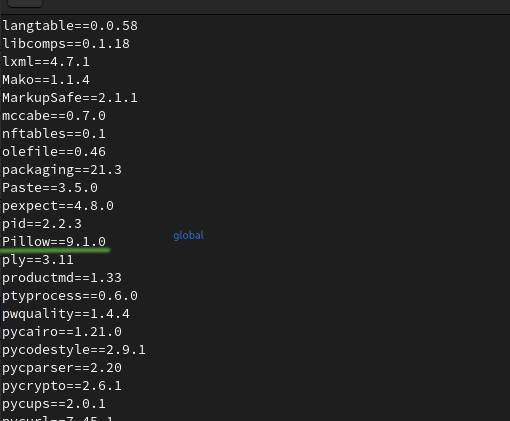 langtable==0.0.58
libcomps==0.1.18
lxml==4.7.1
Mako==1.1.4
MarkupSafe==2.1.1
mccabe==0.7.0
nftables==0.1
olefile==0.46
packaging==21.3
Paste==3.5.0
pexpect==4.8.0
pid==2.2.3
global
Pillow==9.1.0
ply==3.11
productmd==1.33
ptyprocess==0.6.0
pwquality==1.4.4
pycairo==1.21.0
pycodestyle==2.9.1
pycparser==2.20
pycrypto==2.6.1
pycups==2.0.1
pycurl==7.45.1